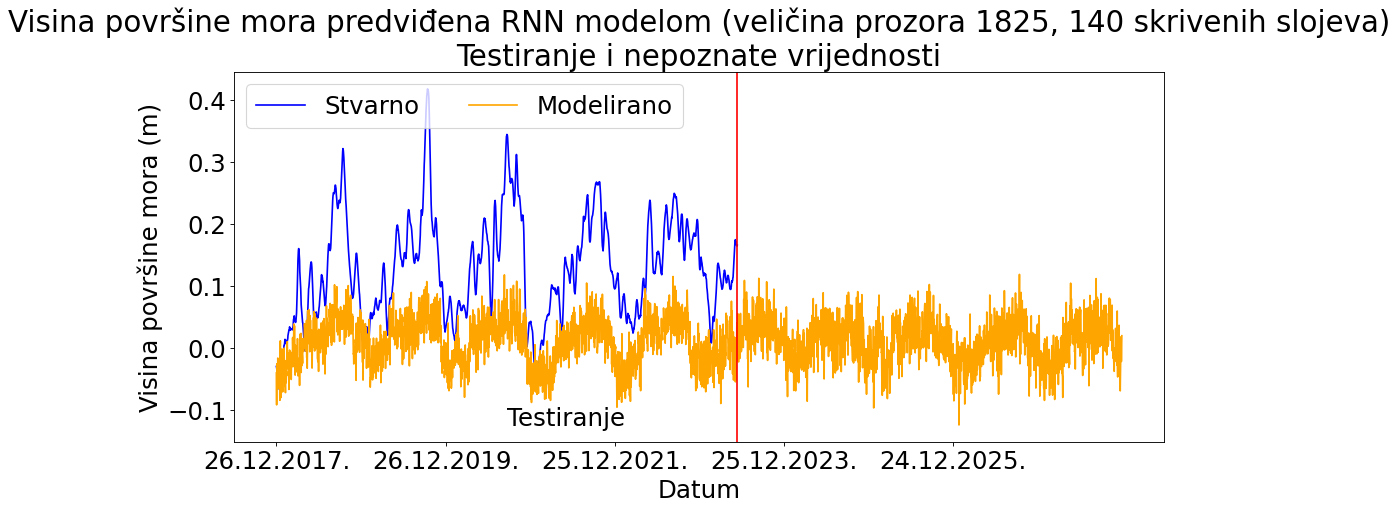 Visina površine mora predviđena RNN modelom (veličina prozora 1825, 140 skrivenih slojeva)
Testiranje i nepoznate vrijednosti
Stvarno
Modelirano
Visina površine mora (m)
0.4
0.3
0.2
0.1
0.0
−0.1
Testiranje
26.12.2017.
26.12.2019.
25.12.2021.
25.12.2023.
24.12.2025.
Datum